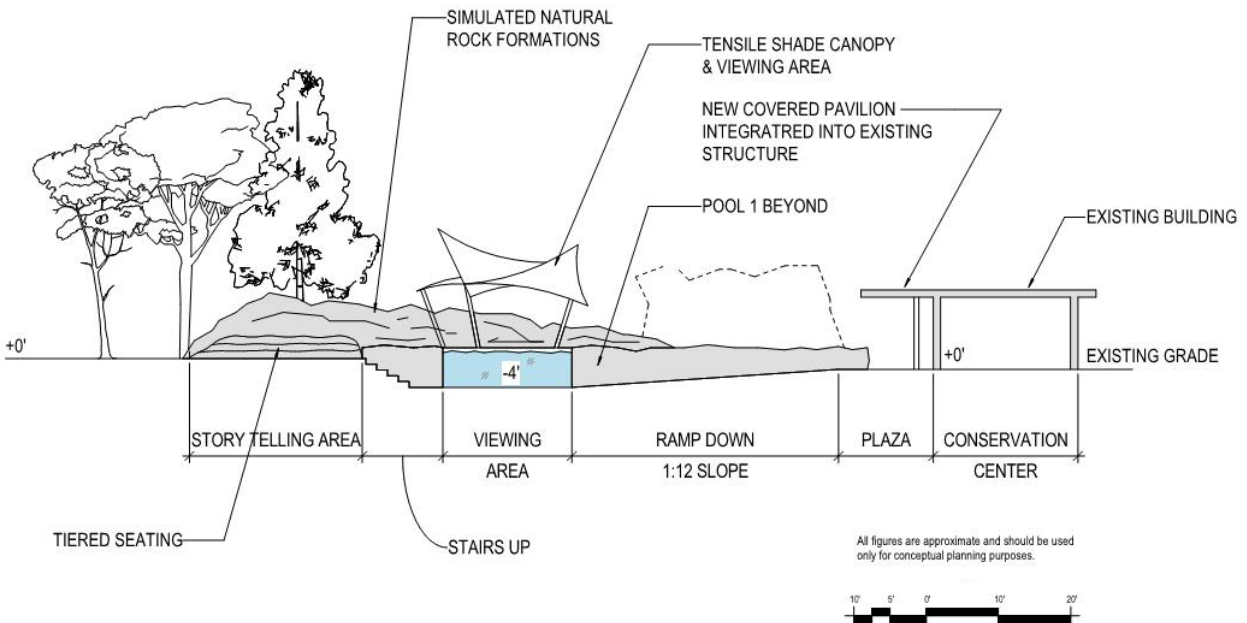 SIMULATED NATURAL
ROCK FORMATIONS
TENSILE SHADE CANOPY
& VIEWING AREA
NEW COVERED PAVILION
INTEGRATRED INTO EXISTING
STRUCTURE
POOL 1 BEYOND
EXISTING BUILDING
+0'
+0'
EXISTING GRADE
-4'
STORY TELLING AREA
VIEWING
AREA
RAMP DOWN
1:12 SLOPE
PLAZA
CONSERVATION
CENTER
TIERED SEATING
STAIRS UP
All figures are approximate and should be used
only for conceptual planning purposes.
10' 5' 0' 10' 20'